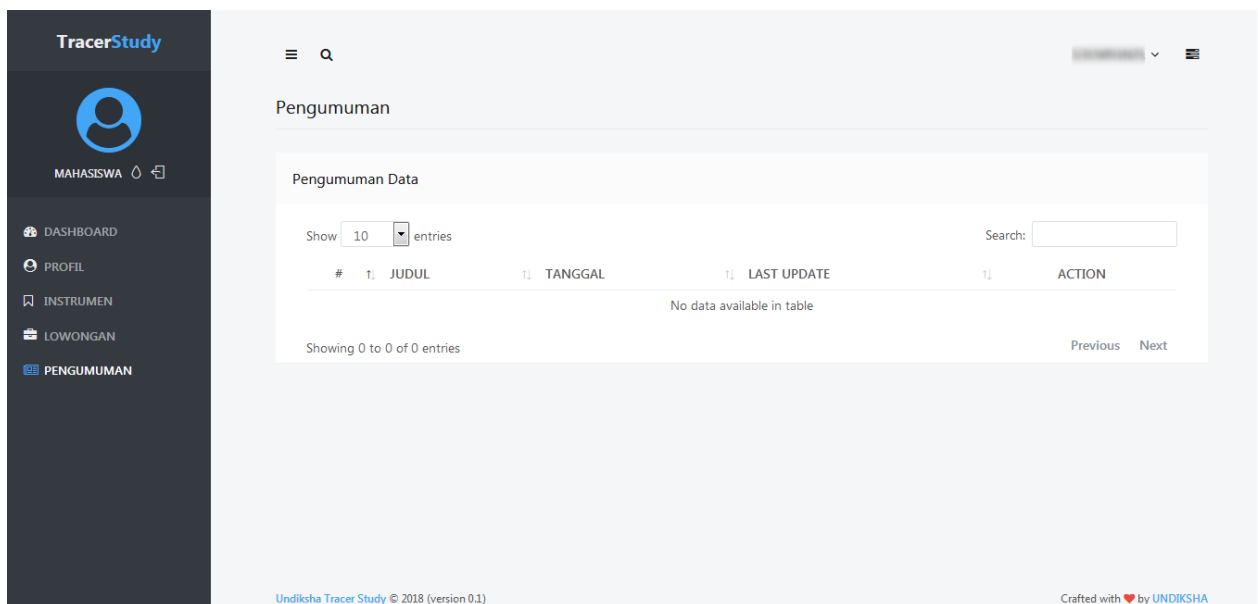 TracerStudy
MAHASISWA
DASHBOARD
PROFIL
INSTRUMEN
LOWONGAN
PENGUMUMAN
Pengumuman
Pengumuman Data
Show 10 entries
Search:
# JUDUL TANGGAL LAST UPDATE ACTION
No data available in table
Showing 0 to 0 of 0 entries
Previous Next
Undiksha Tracer Study © 2018 (version 0.1)
Crafted with ❤ by UNDIKSHA